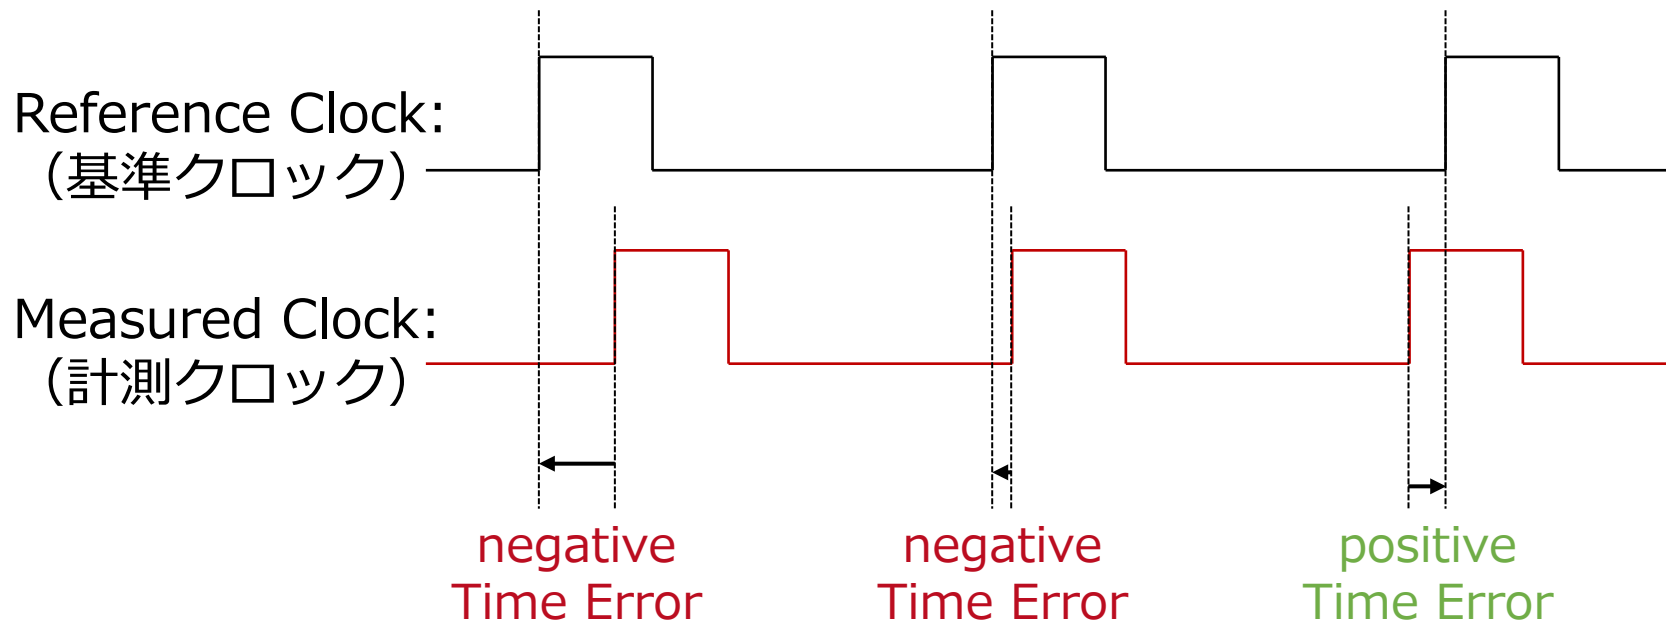 Reference Clock:
（基準クロック）
Measured Clock:
（計測クロック）
negative
Time Error
negative
Time Error
positive
Time Error